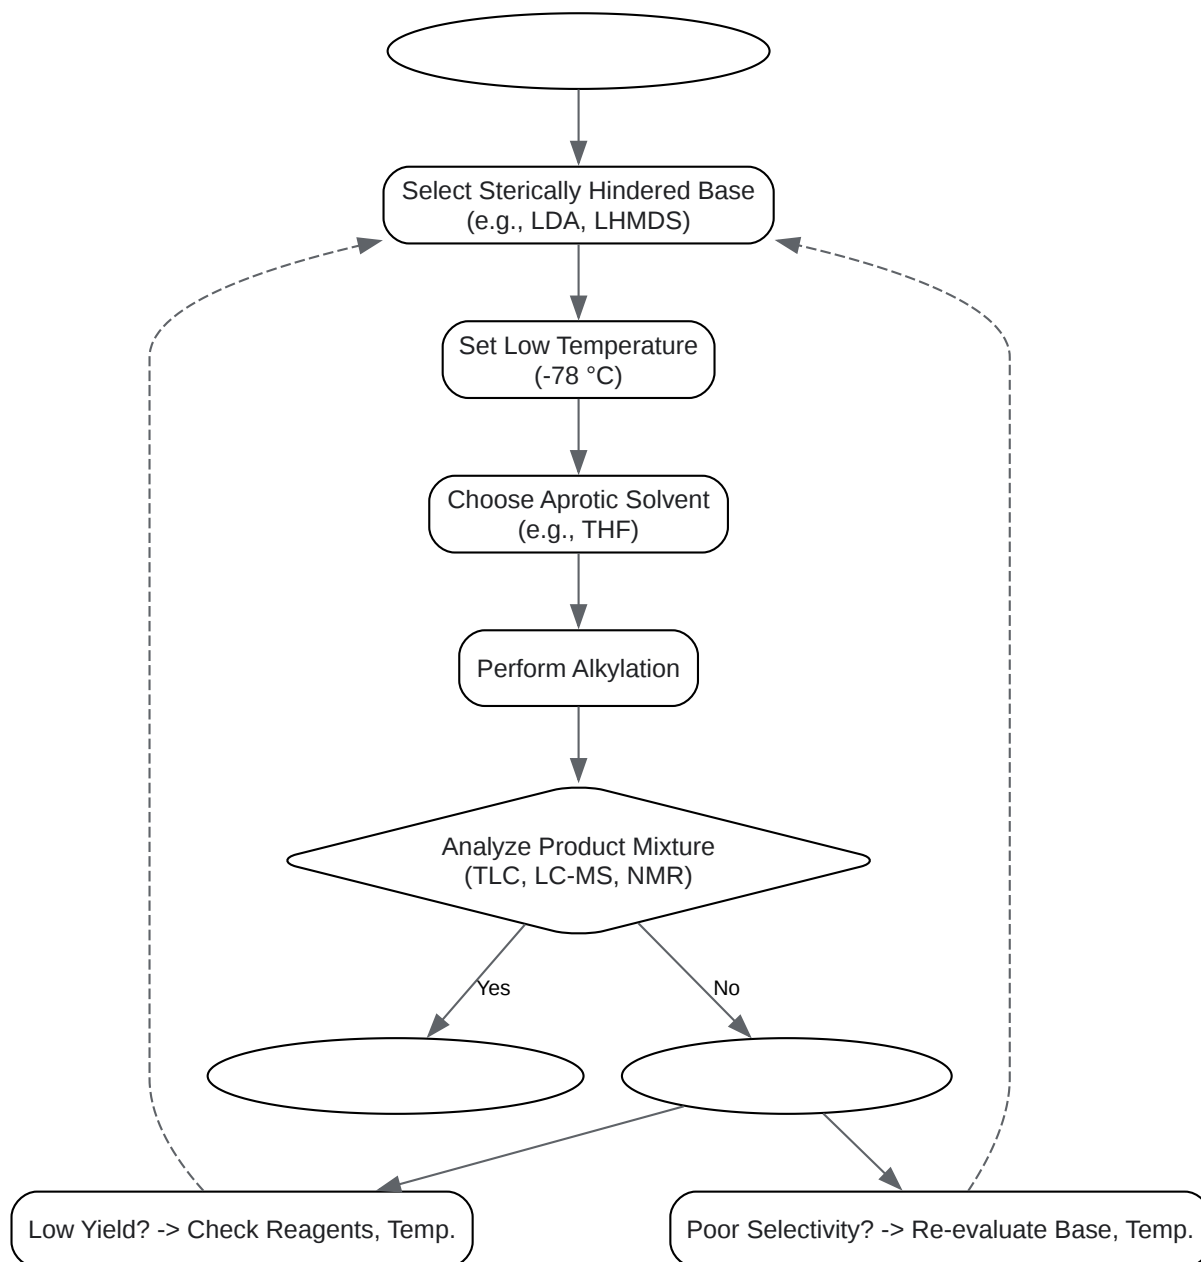 Select Sterically Hindered Base
(e.g., LDA, LHMDS)
Set Low Temperature
(-78 °C)
Choose Aprotic Solvent
(e.g., THF)
Perform Alkylation
Analyze Product Mixture
(TLC, LC-MS, NMR)
Yes
No
Low Yield? -> Check Reagents, Temp.
Poor Selectivity? -> Re-evaluate Base, Temp.